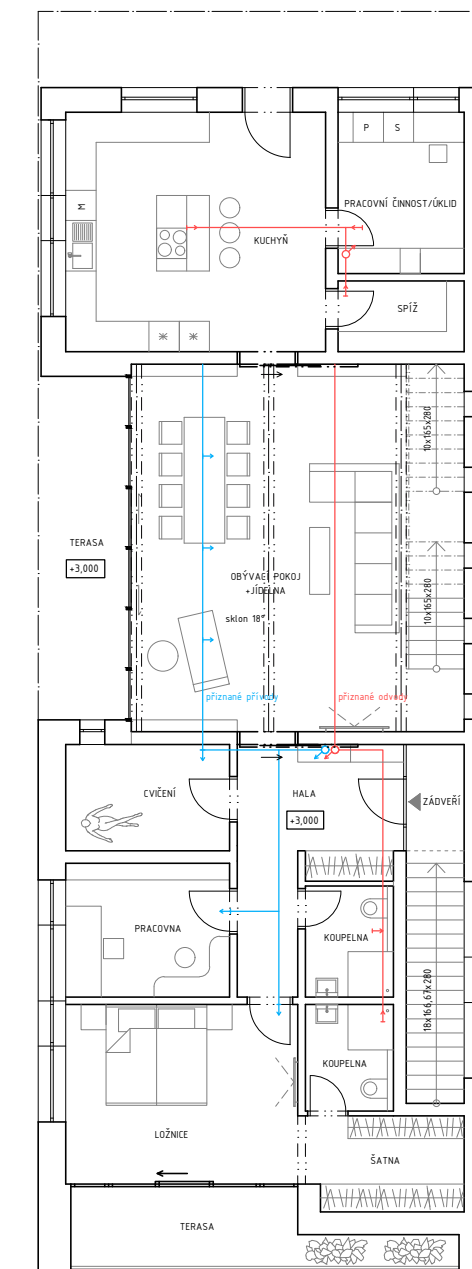 P S
PRACOVNÍ ČINNOST/ÚKLID
M
KUCHYŇ
SPÍŽ
10x165x280
TERASA
+3,000
OBÝVACÍ POKOJ
+JÍDELNA
10x165x280
sklon 18°
přiznané přívody
přiznané odvody
CVIČENÍ
HALA
ZÁDVEŘÍ
+3,000
PRACOVNA
KOUPELNA
18x166,67x280
KOUPELNA
LOŽNICE
ŠATNA
TERASA